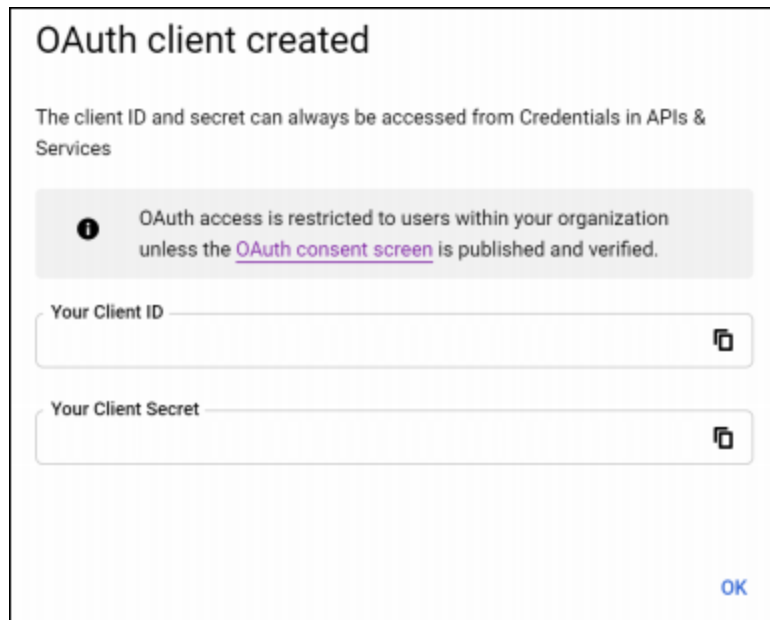 OAuth client created
The client ID and secret can always be accessed from Credentials in APIs &
Services
OAuth access is restricted to users within your organization
unless the OAuth consent screen is published and verified.
Your Client ID
Your Client Secret
OK